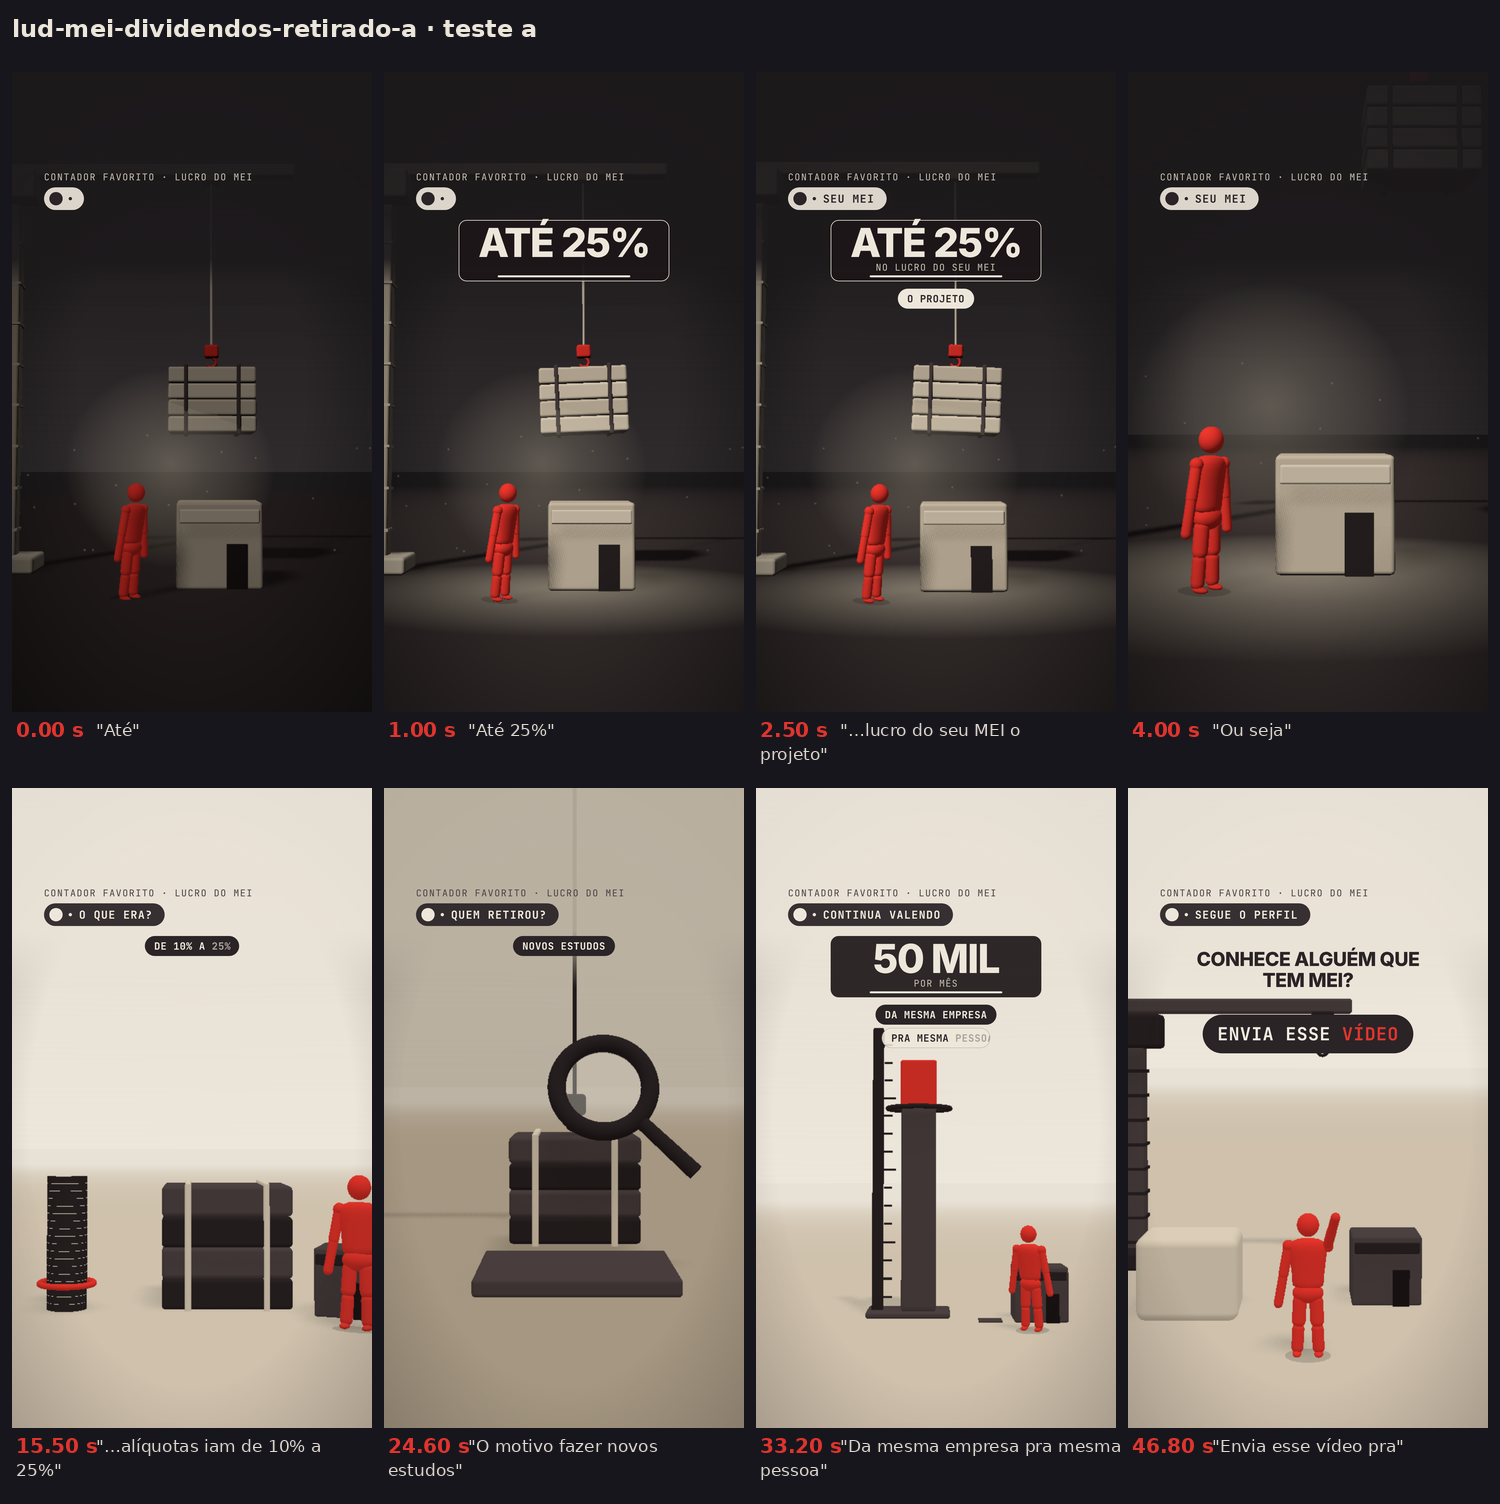 lud-mei-dividendos-retirado-a · teste a
CONTADOR FAVORITO · LUCRO DO MEI
CONTADOR FAVORITO · LUCRO DO MEI
ATÉ 25%
CONTADOR FAVORITO · LUCRO DO MEI
SEU MEI
ATÉ 25%
NO LUCRO DO SEU MEI
O PROJETO
CONTADOR FAVORITO · LUCRO DO MEI
SEU MEI
0.00 s "Até"
1.00 s "Até 25%"
2.50 s "...lucro do seu MEI o
projeto"
4.00 s "Ou seja"
CONTADOR FAVORITO · LUCRO DO MEI
O QUE ERA?
DE 10% A 25%
CONTADOR FAVORITO · LUCRO DO MEI
QUEM RETIROU?
NOVOS ESTUDOS
CONTADOR FAVORITO · LUCRO DO MEI
CONTINUA VALENDO
50 MIL
POR MÊS
DA MESMA EMPRESA
PRA MESMA PESSOA
CONTADOR FAVORITO · LUCRO DO MEI
SEGUE O PERFIL
CONHECE ALGUÉM QUE
TEM MEI?
ENVIA ESSE VÍDEO
15.50 s "...alíquotas iam de 10% a
25%"
24.60 s "O motivo fazer novos
estudos"
33.20 s "Da mesma empresa pra mesma
pessoa"
46.80 s "Envia esse vídeo pra"